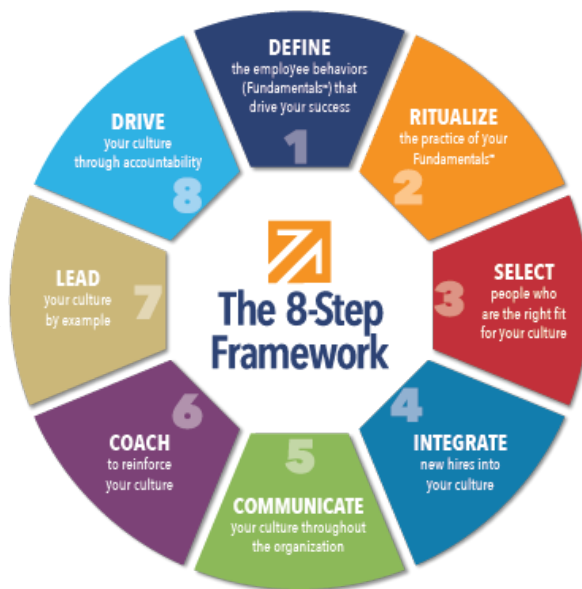 DEFINE
the employee behaviors
(Fundamentals™) that
drive your success
1
RITUALIZE
the practice of your
Fundamentals™
2
SELECT
people who
are the right fit
for your culture
3
INTEGRATE
new hires into
your culture
4
COMMUNICATE
your culture throughout
the organization
5
COACH
to reinforce
your culture
6
LEAD
your culture
by example
7
DRIVE
your culture
through accountability
8
The 8-Step
Framework